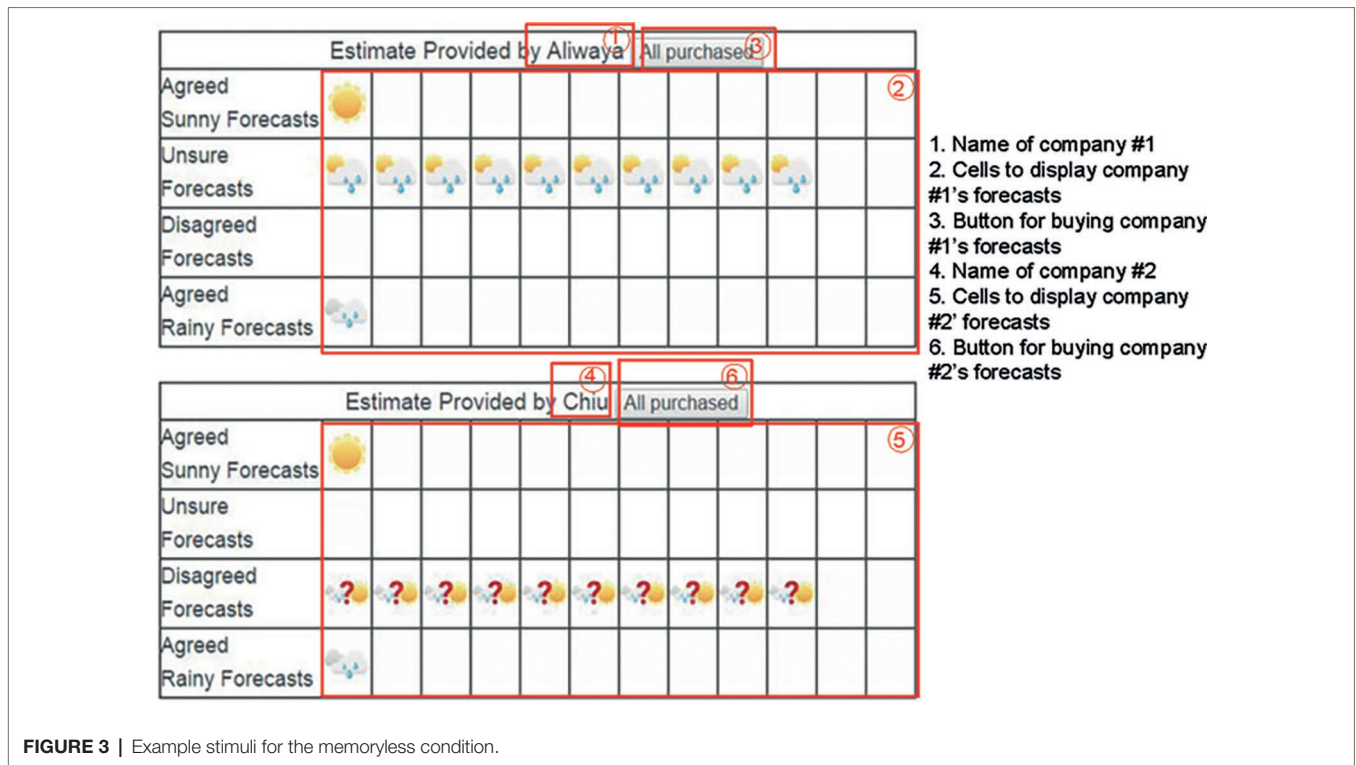 Estimate Provided by Aliwaya All purchased
① ③
Agreed
Sunny Forecasts
②
Unsure
Forecasts
Disagreed
Forecasts
Agreed
Rainy Forecasts
1. Name of company #1
2. Cells to display company
#1's forecasts
3. Button for buying company
#1's forecasts
4. Name of company #2
5. Cells to display company
#2' forecasts
6. Button for buying company
#2's forecasts
④ ⑥
Estimate Provided by Chiu All purchased
Agreed
Sunny Forecasts
⑤
Unsure
Forecasts
Disagreed
Forecasts
? ? ? ? ? ? ? ? ? ?
Agreed
Rainy Forecasts
FIGURE 3 | Example stimuli for the memoryless condition.